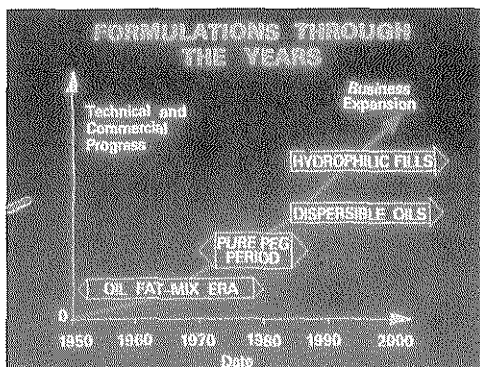 FORMULATIONS THROUGH
THE YEARS
Business
Expansion
Technical and
Commercial
Progress
HYDROPHILIC FILLS
DISPERSIBLE OILS
PURE PEG
PERIOD
OIL FAT-MIX ERA
0
1950 1960 1970 1980 1990 2000
Date